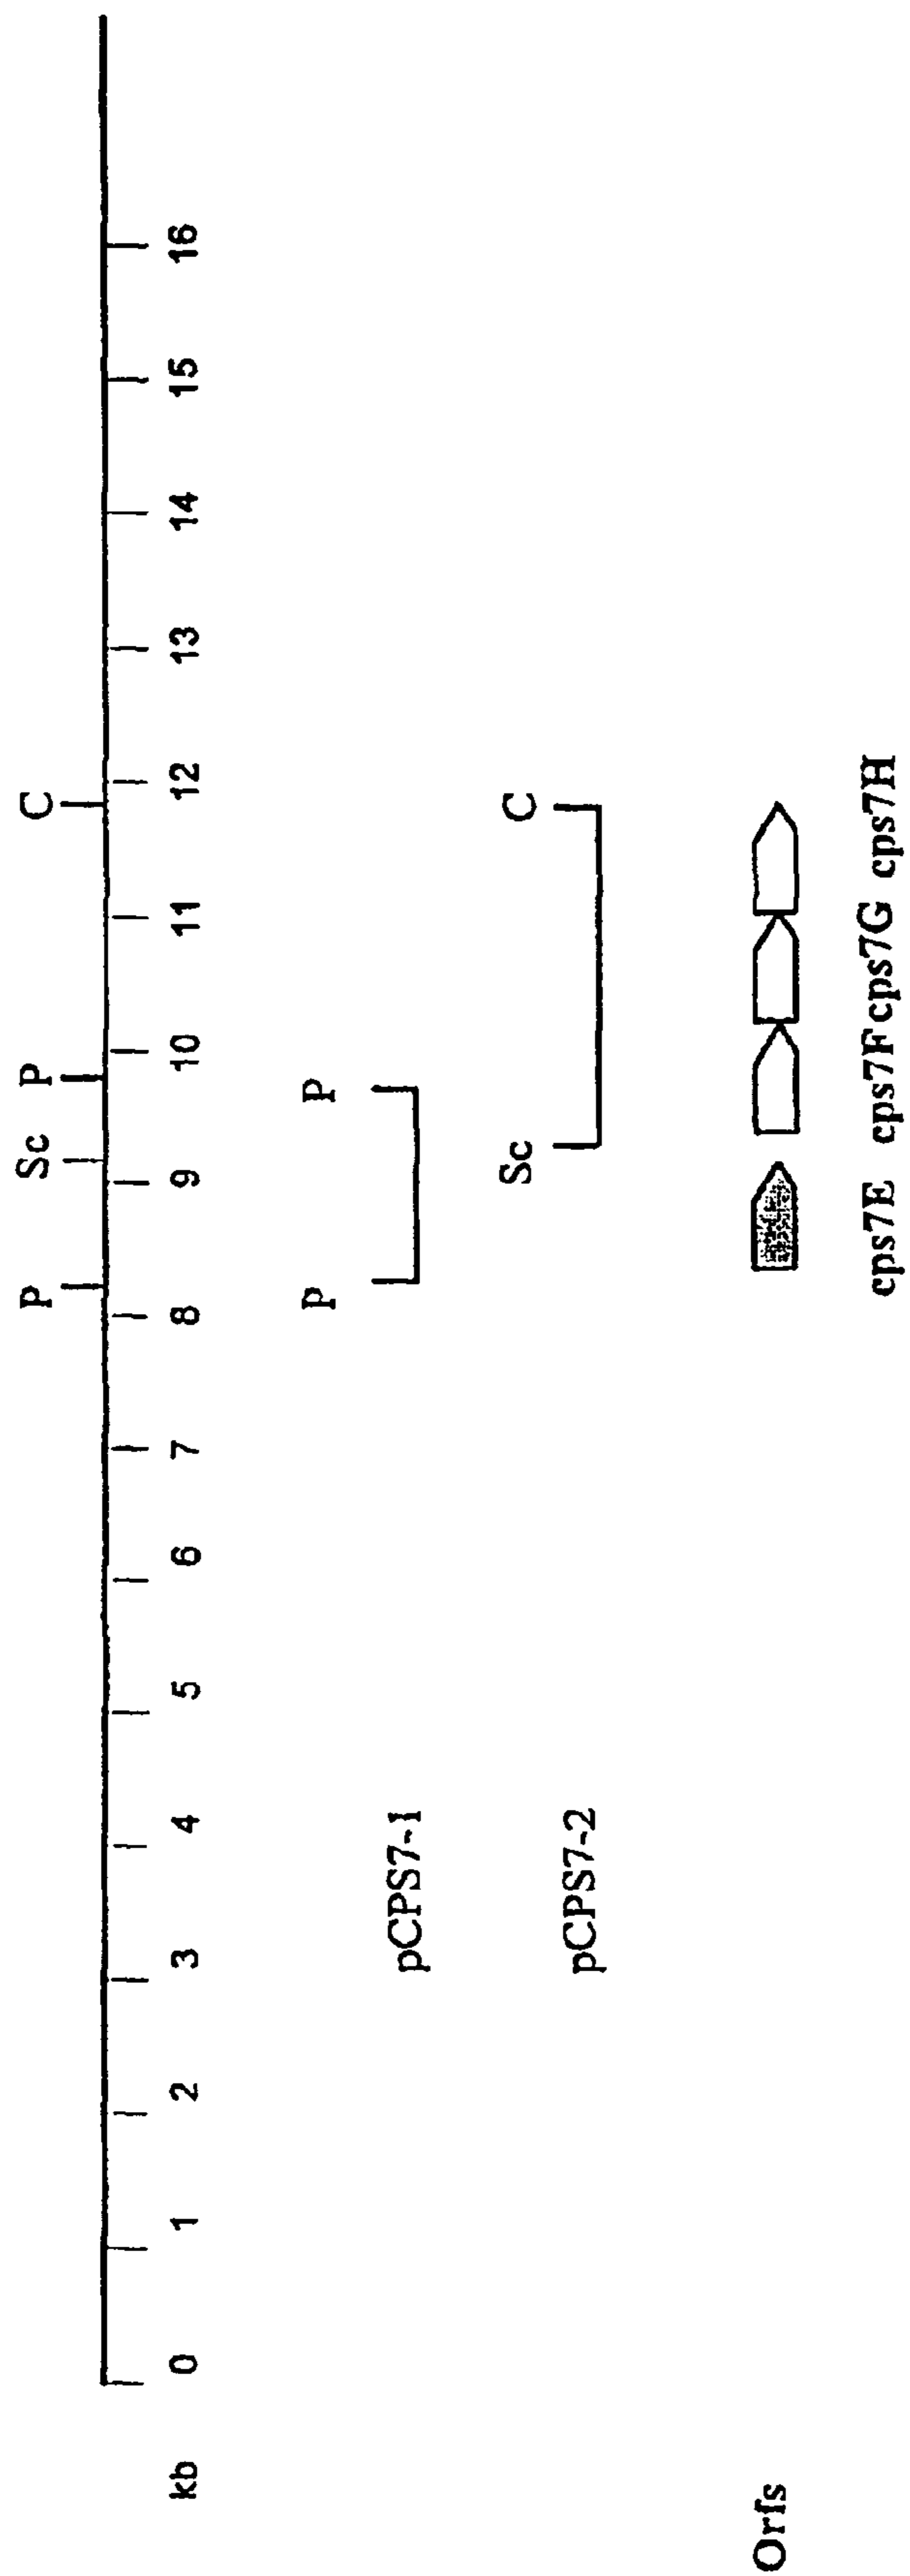 P Sc P C
kb 0 1 2 3 4 5 6 7 8 9 10 11 12 13 14 15 16
pCPS7-1 P P
pCPS7-2 Sc C
Orfs
cps7E cps7F cps7G cps7H